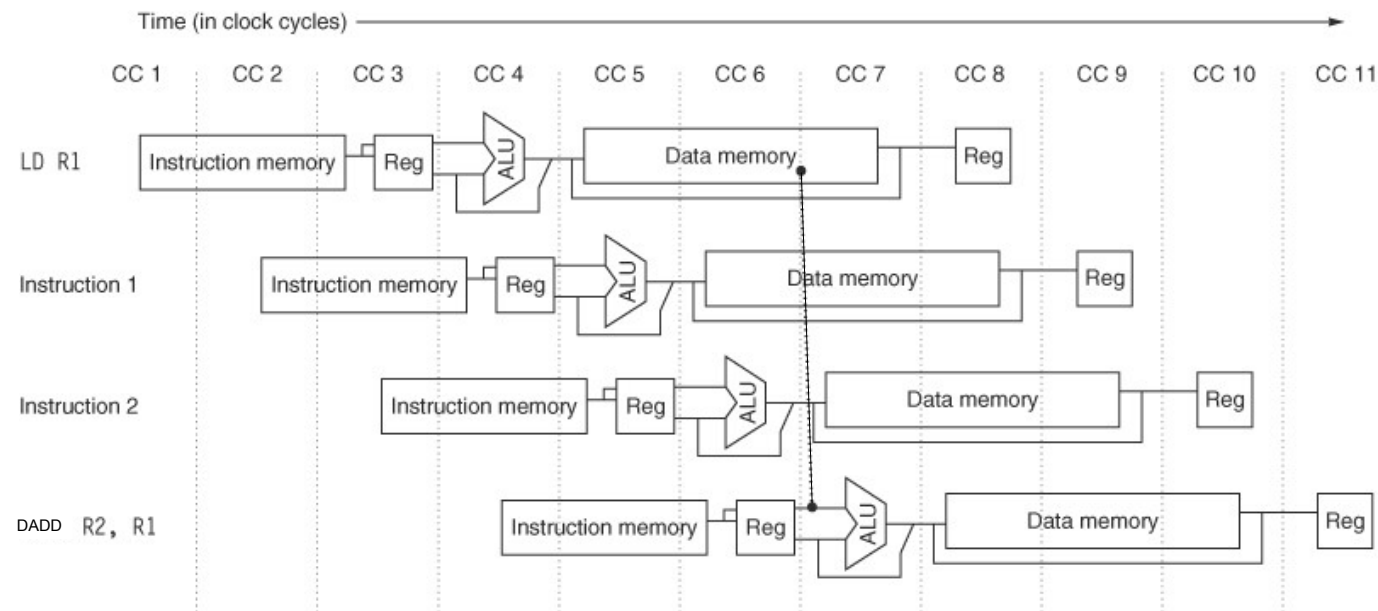 Time (in clock cycles)
CC 1 CC 2 CC 3 CC 4 CC 5 CC 6 CC 7 CC 8 CC 9 CC 10 CC 11
LD R1 Instruction memory Reg ALU Data memory Reg
Instruction 1 Instruction memory Reg ALU Data memory Reg
Instruction 2 Instruction memory Reg ALU Data memory Reg
DADD R2, R1 Instruction memory Reg ALU Data memory Reg